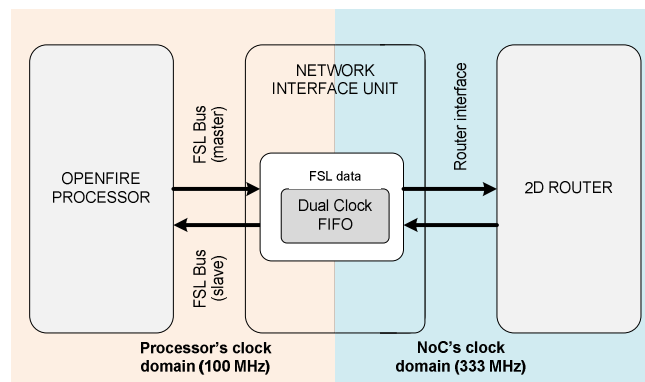 NETWORK
INTERFACE UNIT
FSL Bus
(master)
Router interface
OPENFIRE
PROCESSOR
FSL data
Dual Clock
FIFO
2D ROUTER
FSL Bus
(slave)
Processor's clock
domain (100 MHz)
NoC's clock
domain (333 MHz)